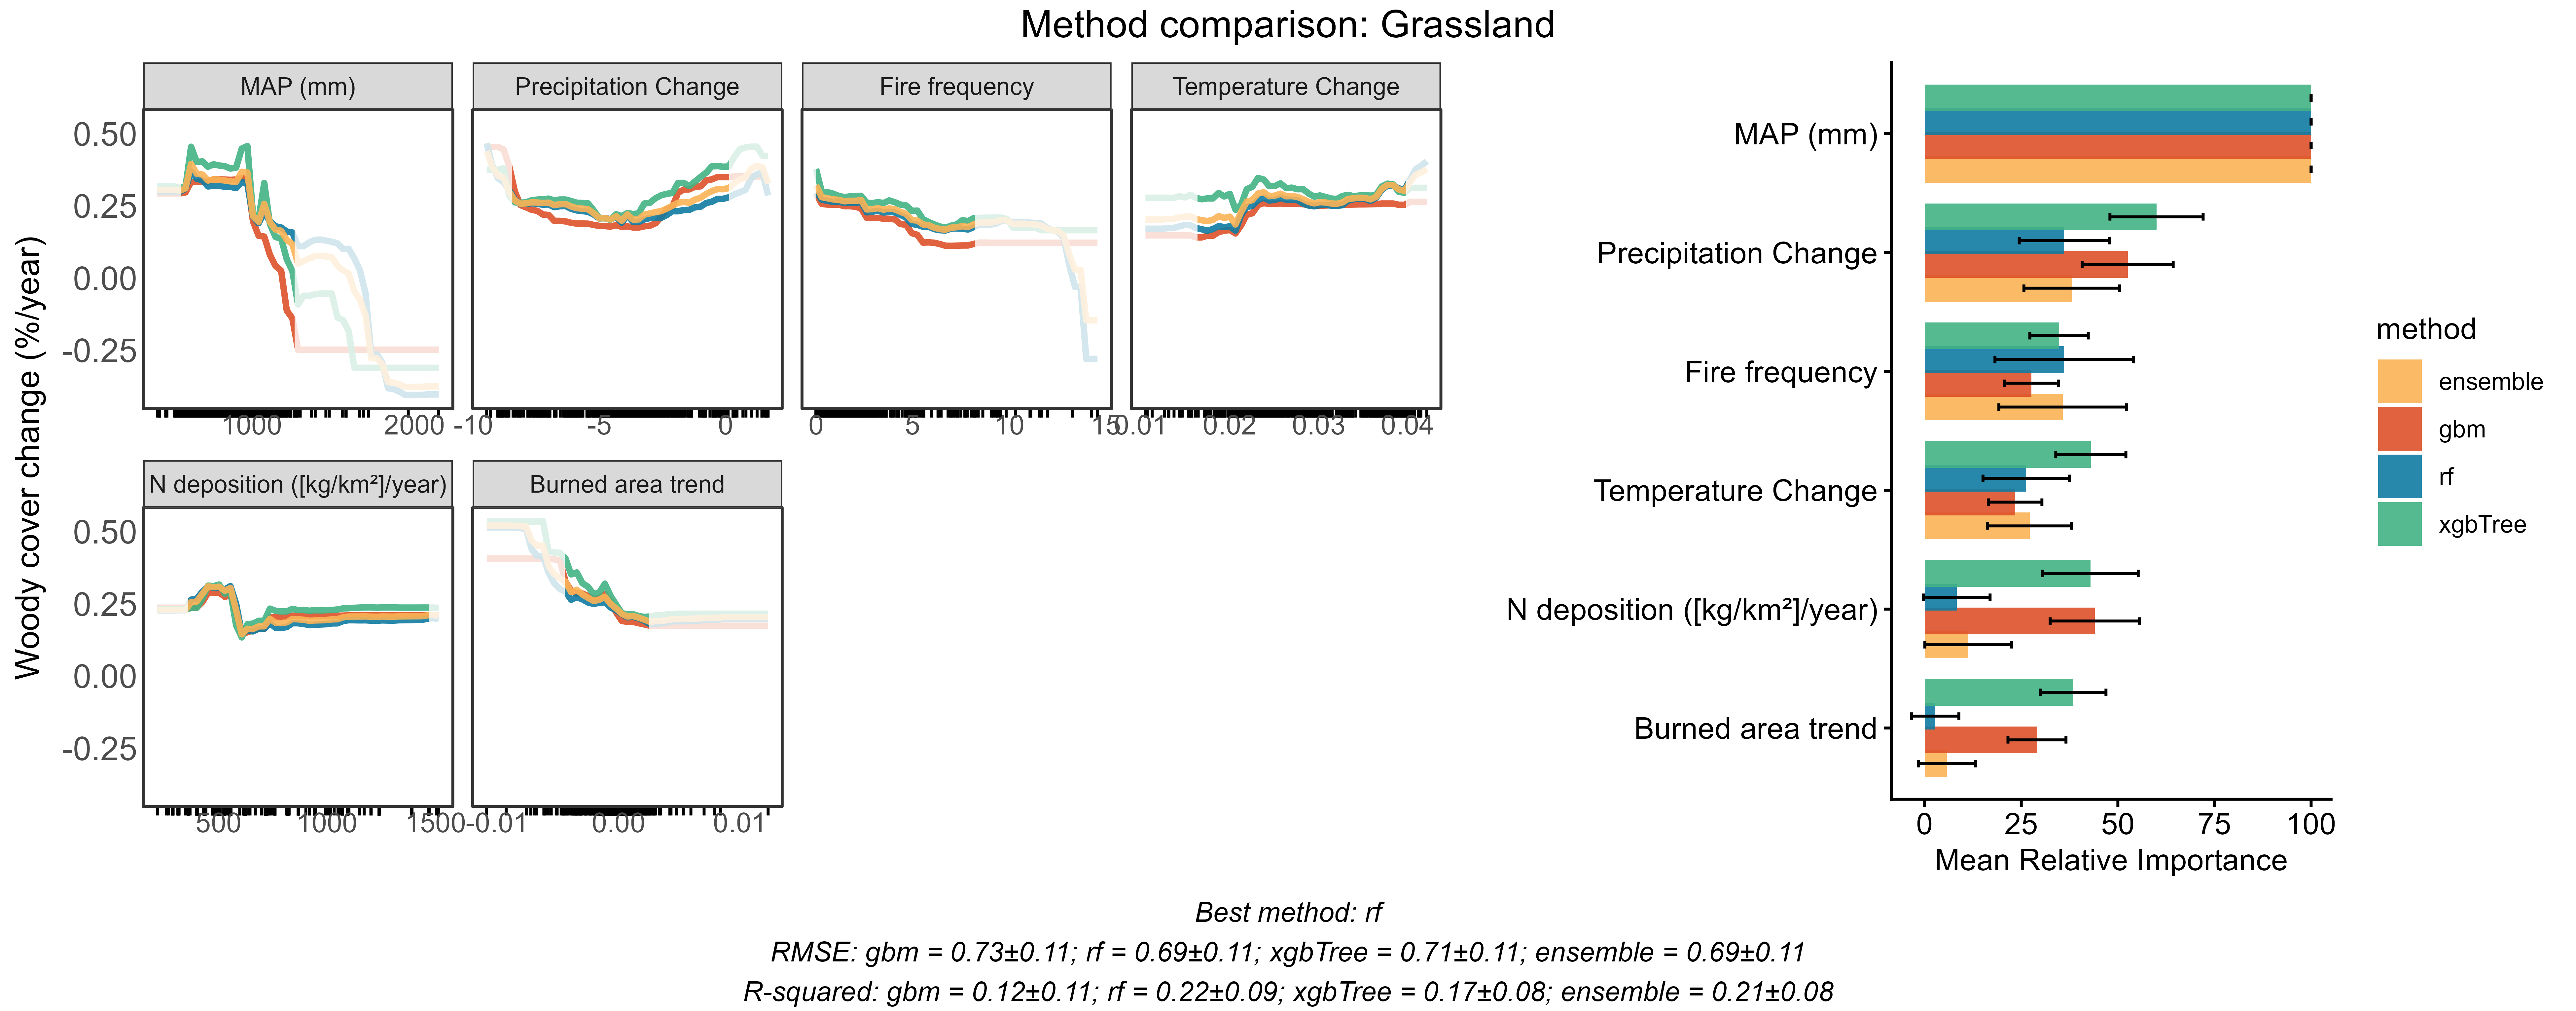 Method comparison: Grassland
MAP (mm)
Precipitation Change
Fire frequency
Temperature Change
Woody cover change (%/year)
0.50
0.25
0.00
-0.25
1000
2000
-10
-5
0
0
5
10
15
0.01
0.02
0.03
0.04
N deposition ([kg/km²]/year)
Burned area trend
0.50
0.25
0.00
-0.25
500
1000
1500
-0.01
0.00
0.01
MAP (mm)
Precipitation Change
Fire frequency
Temperature Change
N deposition ([kg/km²]/year)
Burned area trend
0
25
50
75
100
Mean Relative Importance
method
ensemble
gbm
rf
xgbTree
Best method: rf
RMSE: gbm = 0.73±0.11; rf = 0.69±0.11; xgbTree = 0.71±0.11; ensemble = 0.69±0.11
R-squared: gbm = 0.12±0.11; rf = 0.22±0.09; xgbTree = 0.17±0.08; ensemble = 0.21±0.08